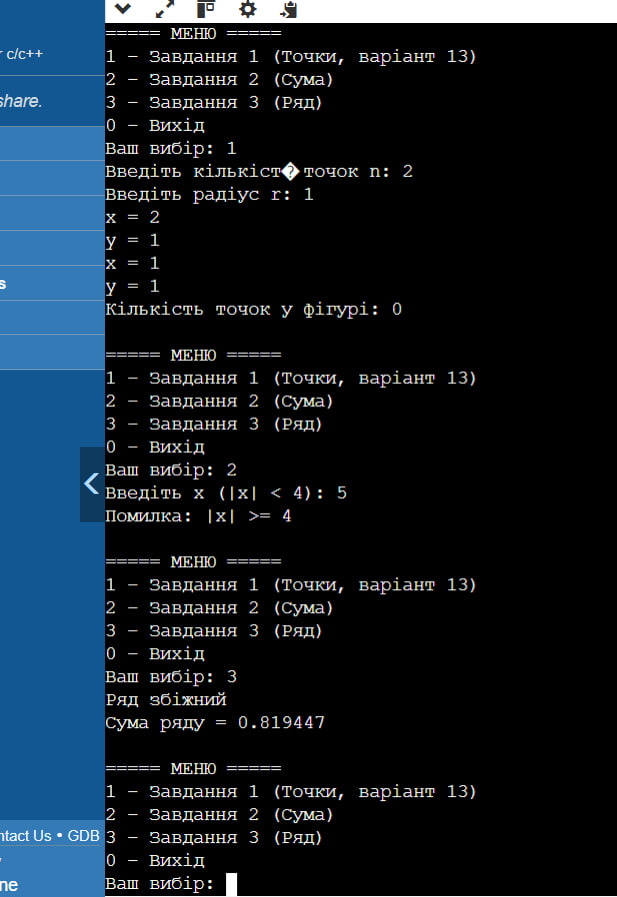 r c/c++
share.
s
ntact Us • GDB
ne
===== МЕНЮ =====
1 - Завдання 1 (Точки, варіант 13)
2 - Завдання 2 (Сума)
3 - Завдання 3 (Ряд)
0 - Вихід
Ваш вибір: 1
Введіть кількіст� точок n: 2
Введіть радіус r: 1
x = 2
y = 1
x = 1
y = 1
Кількість точок у фігурі: 0
===== МЕНЮ =====
1 - Завдання 1 (Точки, варіант 13)
2 - Завдання 2 (Сума)
3 - Завдання 3 (Ряд)
0 - Вихід
Ваш вибір: 2
Введіть x (|x| < 4): 5
Помилка: |x| >= 4
===== МЕНЮ =====
1 - Завдання 1 (Точки, варіант 13)
2 - Завдання 2 (Сума)
3 - Завдання 3 (Ряд)
0 - Вихід
Ваш вибір: 3
Ряд збіжний
Сума ряду = 0.819447
===== МЕНЮ =====
1 - Завдання 1 (Точки, варіант 13)
2 - Завдання 2 (Сума)
3 - Завдання 3 (Ряд)
0 - Вихід
Ваш вибір: